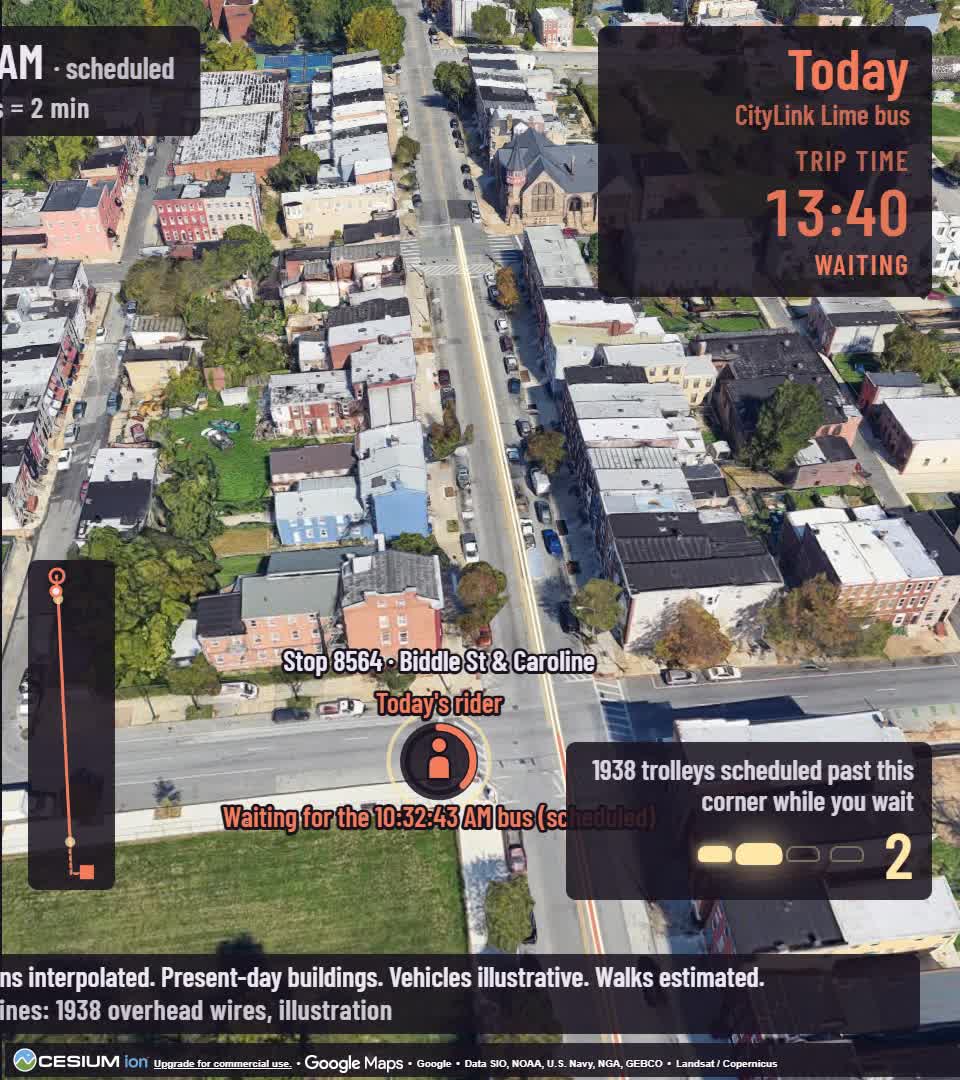 AM · scheduled
s = 2 min
Today
CityLink Lime bus
TRIP TIME
13:40
WAITING
Stop 8564 · Biddle St & Caroline
Today's rider
Waiting for the 10:32:43 AM bus (scheduled)
1938 trolleys scheduled past this
corner while you wait
2
ns interpolated. Present-day buildings. Vehicles illustrative. Walks estimated.
ines: 1938 overhead wires, illustration
CESIUM ion Upgrade for commercial use. • Google Maps • Google • Data SIO, NOAA, U.S. Navy, NGA, GEBCO • Landsat / Copernicus